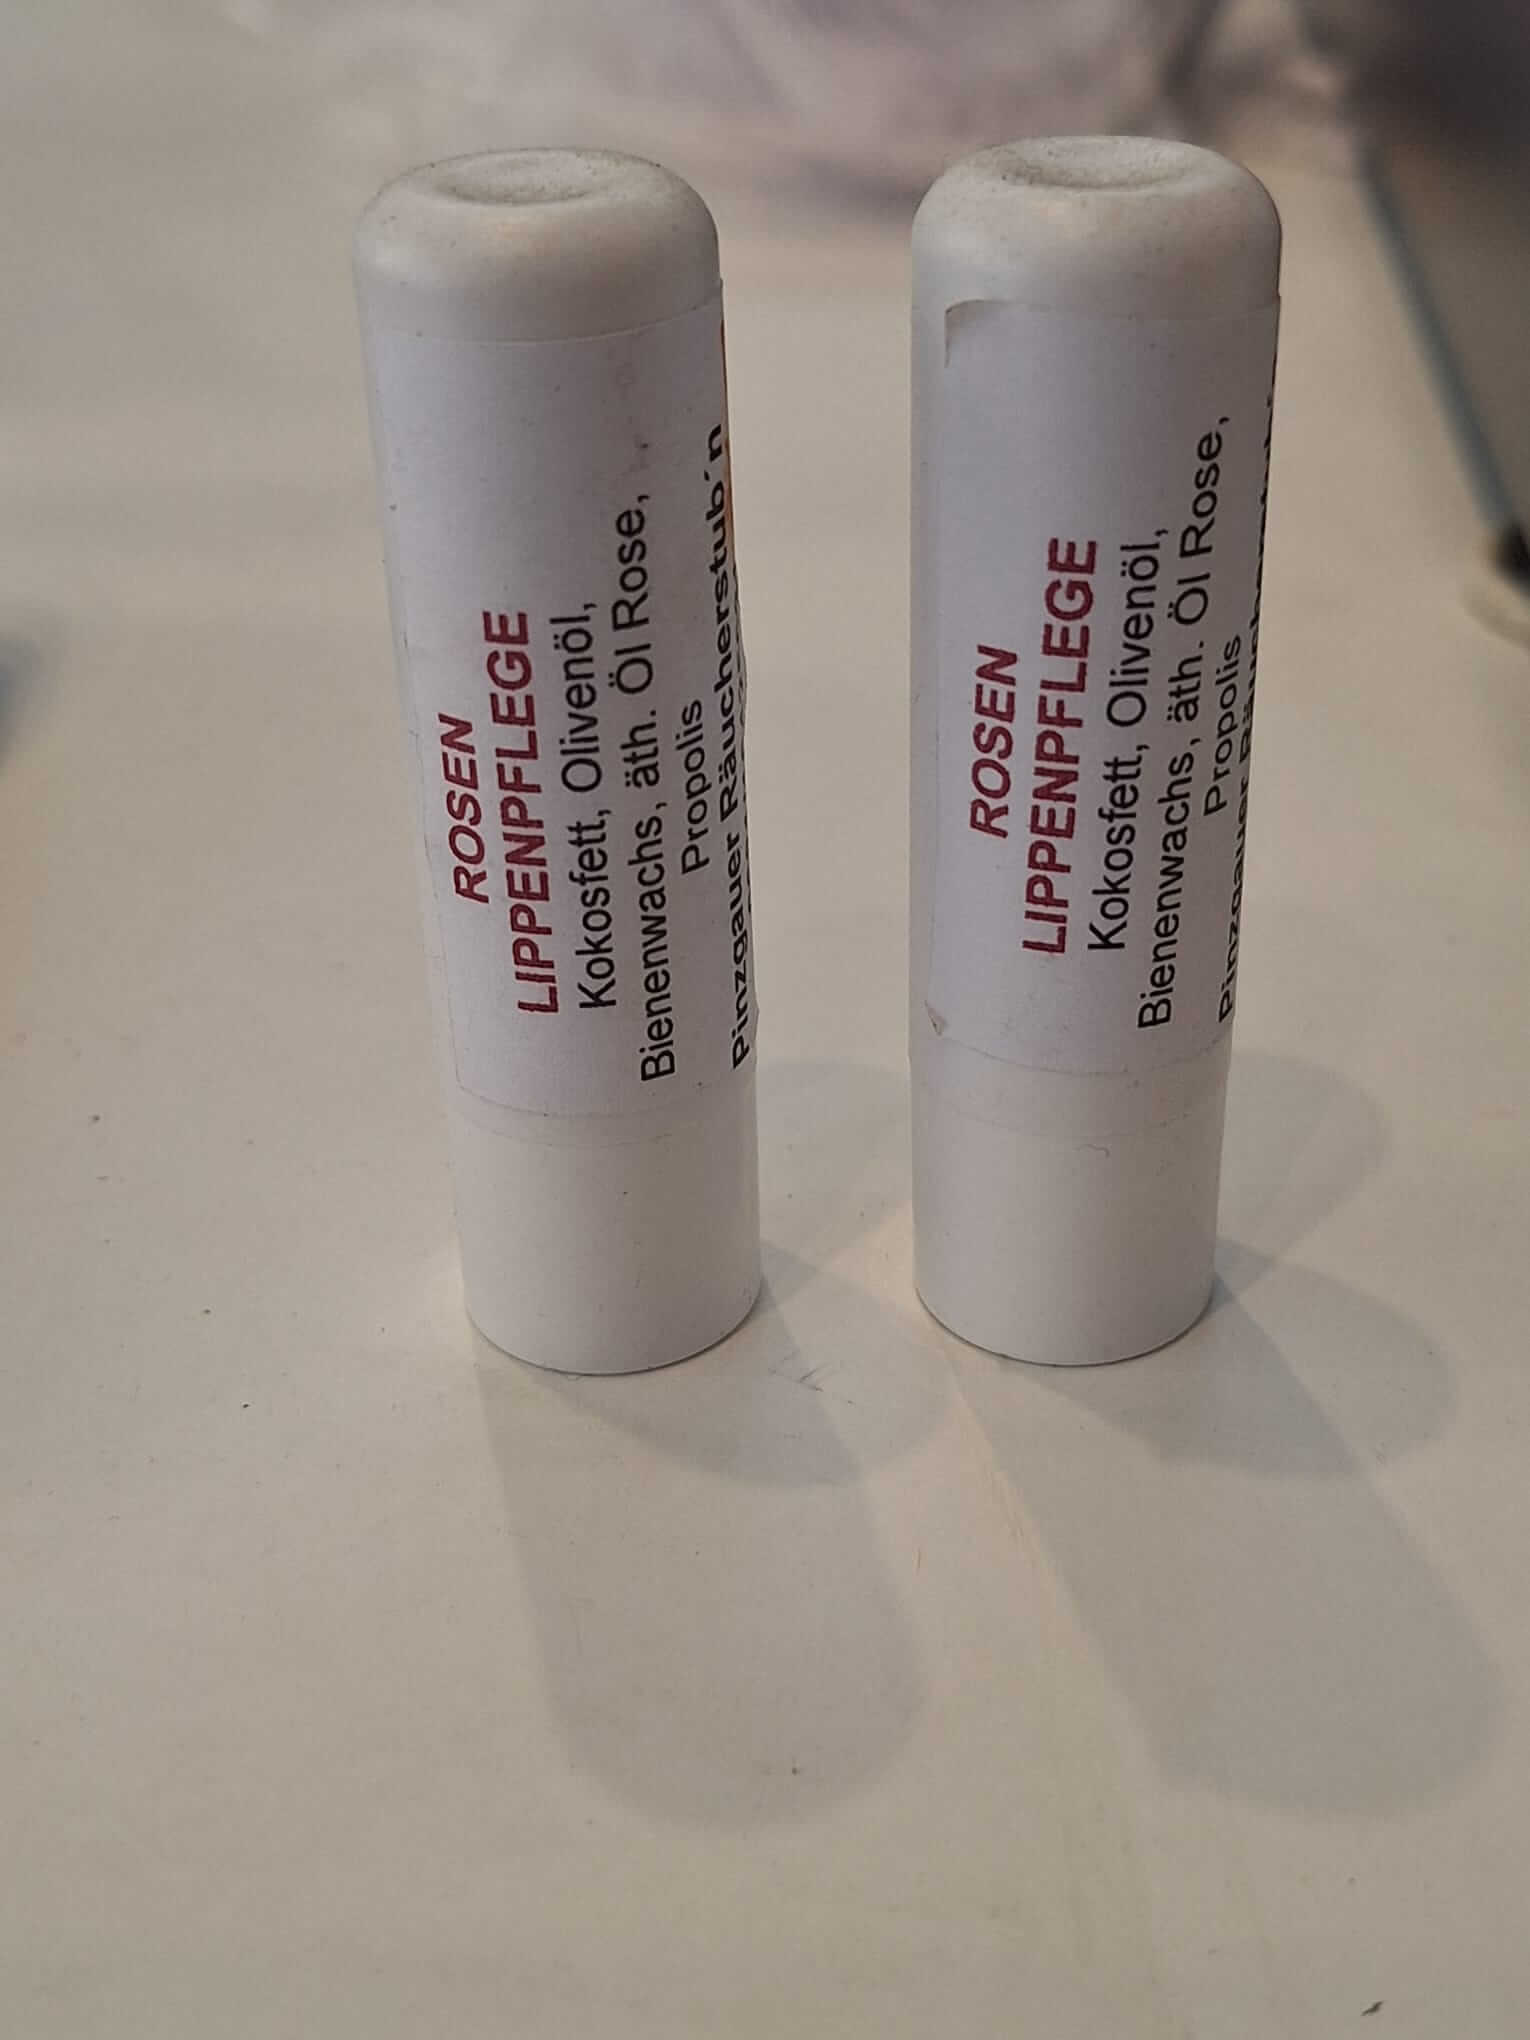 ROSEN
LIPPENPFLEGE
Kokosfett, Olivenöl,
Bienenwachs, äth. Öl Rose,
Propolis
Pinzgauer Räucherstub´n
ROSEN
LIPPENPFLEGE
Kokosfett, Olivenöl,
Bienenwachs, äth. Öl Rose,
Propolis
Pinzgauer